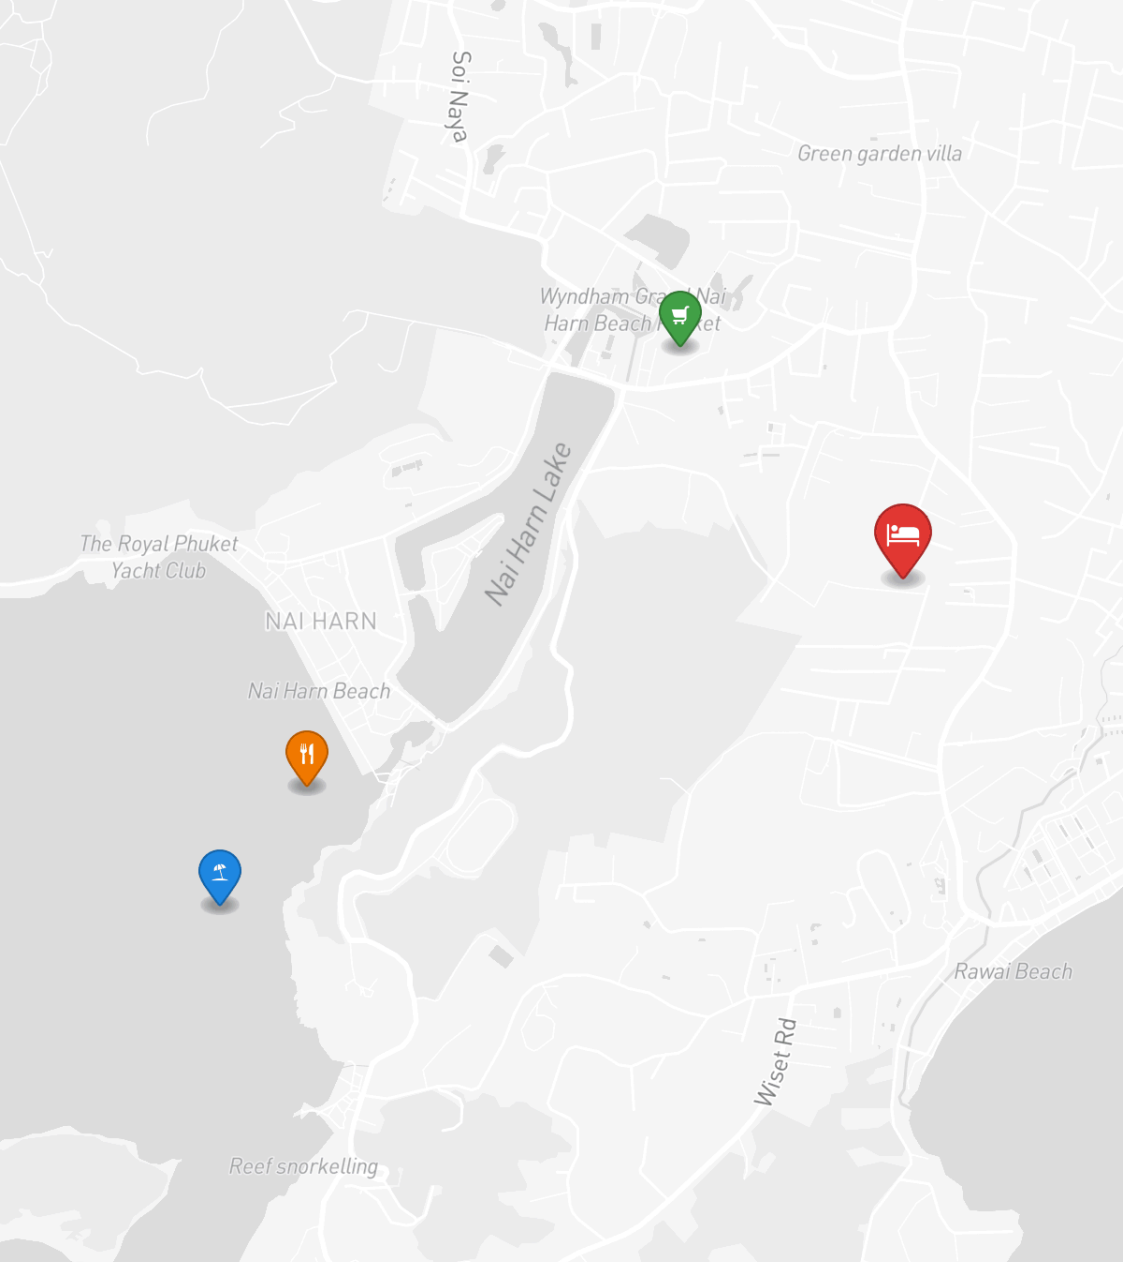 Soi Naya
Green garden villa
Wyndham Grand Nai
Harn Beach Phuket
Nai Harn Lake
The Royal Phuket
Yacht Club
NAI HARN
Nai Harn Beach
Rawai Beach
Wiset Rd
Reef snorkelling